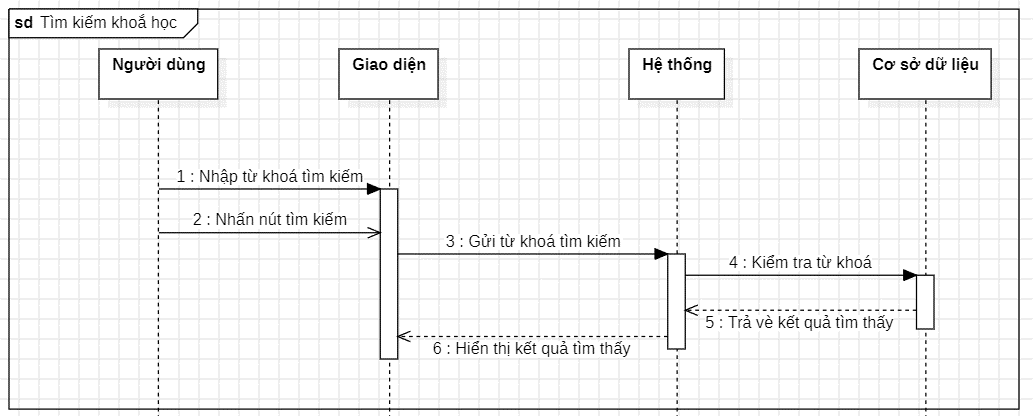 sd Tìm kiếm khoắ học
Người dùng
Giao diện
Hệ thống
Cơ sở dữ liệu
1 : Nhập từ khoá tìm kiếm
2 : Nhấn nút tìm kiếm
3 : Gửi từ khoá tìm kiếm
4 : Kiểm tra từ khoá
5 : Trả vè kết quả tìm thấy
6 : Hiển thị kết quả tìm thấy